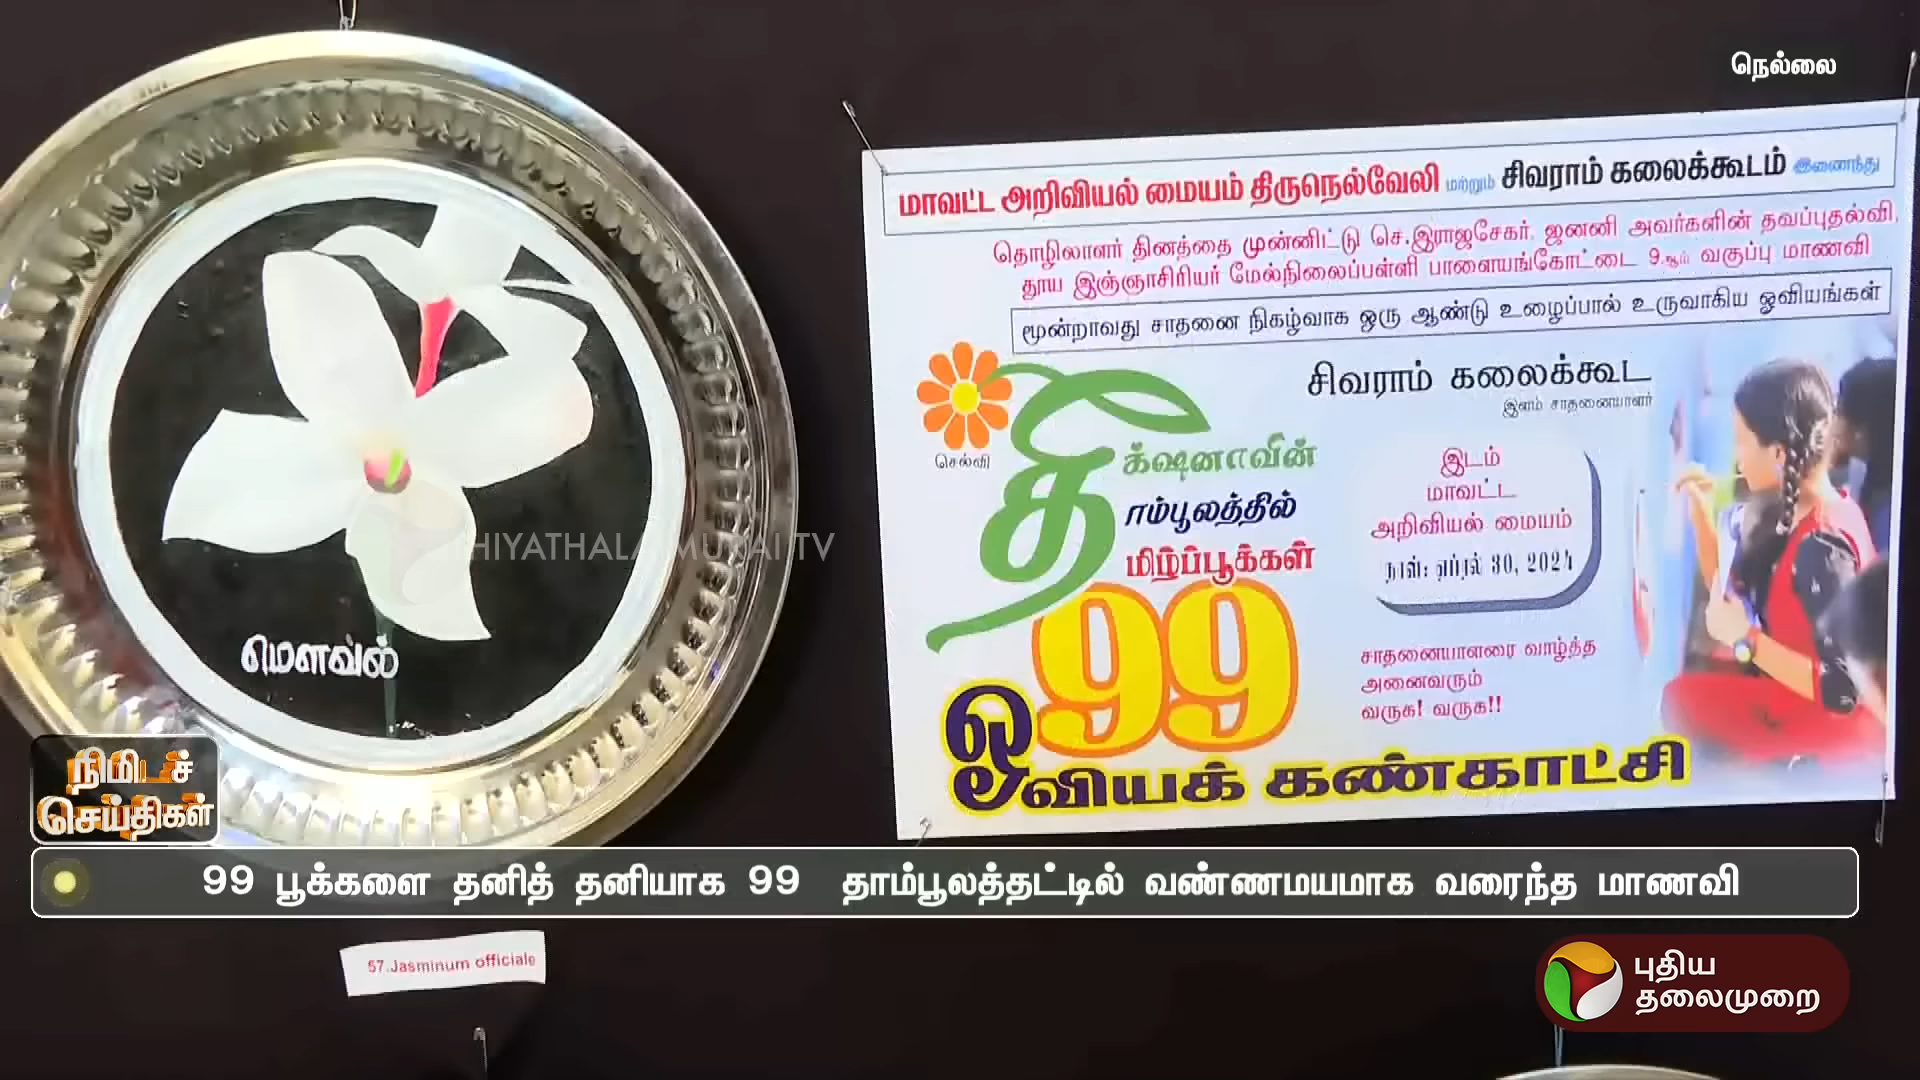 நெல்லை
மாவட்ட அறிவியல் மையம் திருநெல்வேலி மற்றும் சிவராம் கலைக்கூடம் இணைந்து
தொழிலாளர் தினத்தை முன்னிட்டு செ.இராஜசேகர், ஜனனி அவர்களின் தவப்புதல்வி,
தூய இஞ்ஞாசிரியர் மேல்நிலைப்பள்ளி பாளையங்கோட்டை 9.ஆம் வகுப்பு மாணவி
மூன்றாவது சாதனை நிகழ்வாக ஒரு ஆண்டு உழைப்பால் உருவாகிய ஓவியங்கள்
சிவராம் கலைக்கூட
இளம் சாதனையாளர்
செல்வி
திக்ஷனாவின்
தாம்பூலத்தில்
தமிழ்ப்பூக்கள்
99
ஓவியக் கண்காட்சி
இடம்
மாவட்ட
அறிவியல் மையம்
நாள்: ஏப்ரல் 30, 2024
சாதனையாளரை வாழ்த்த
அனைவரும்
வருக! வருக!!
மௌவல்
HIYATHALAIMURAI TV
நிமிடச்
செய்திகள்
99 பூக்களை தனித் தனியாக 99 தாம்பூலத்தட்டில் வண்ணமயமாக வரைந்த மாணவி
57.Jasminum officiale
புதிய
தலைமுறை